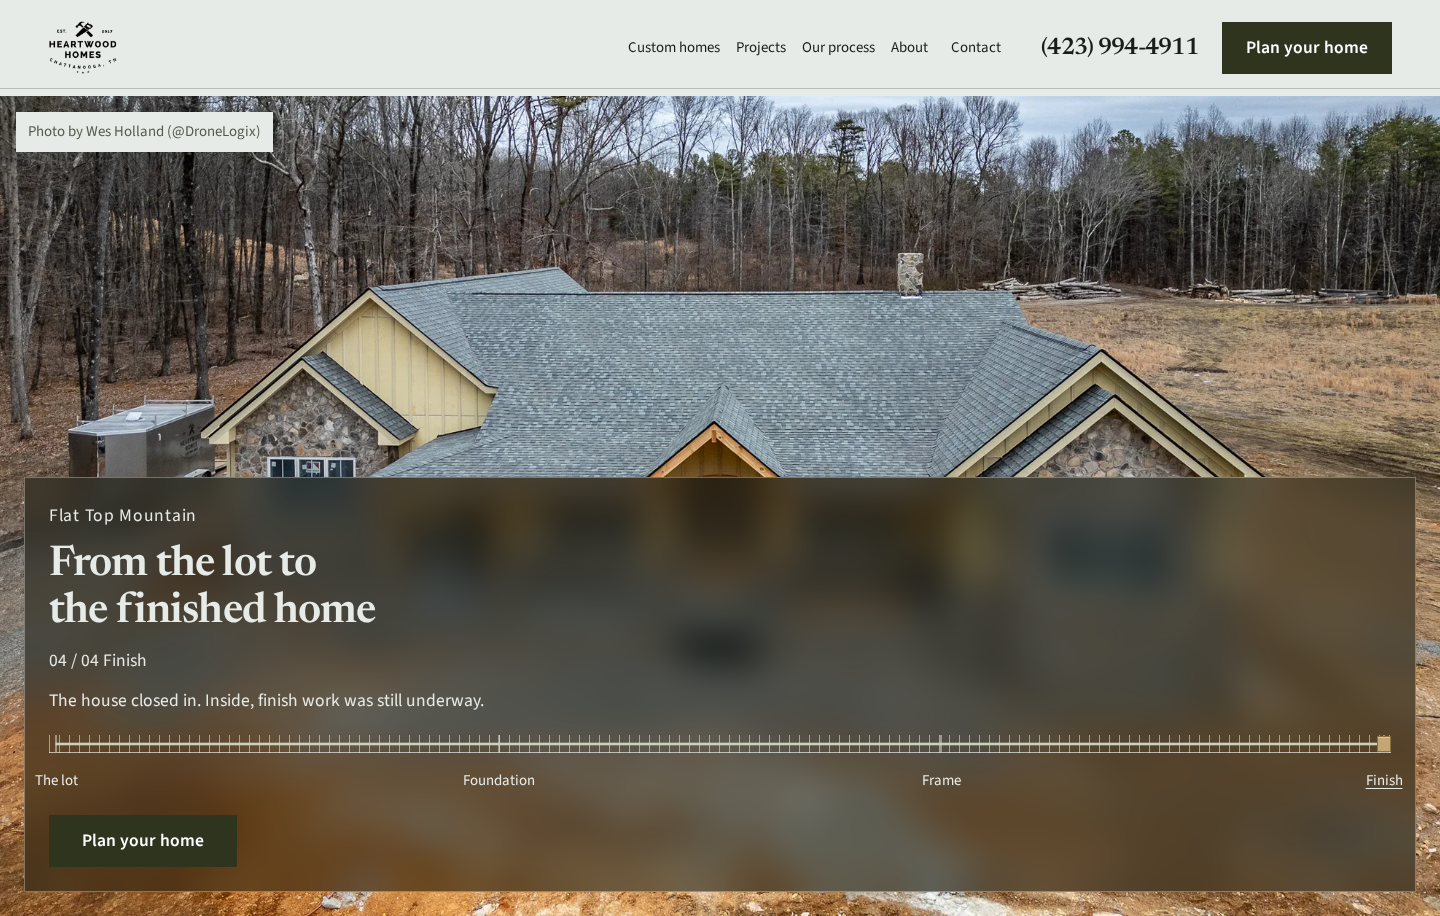 EST. 2017
HEARTWOOD
HOMES
CHATTANOOGA, TN
Custom homes
Projects
Our process
About
Contact
(423) 994-4911
Plan your home
Photo by Wes Holland (@DroneLogix)
Flat Top Mountain
From the lot to
the finished home
04 / 04 Finish
The house closed in. Inside, finish work was still underway.
The lot
Foundation
Frame
Finish
Plan your home